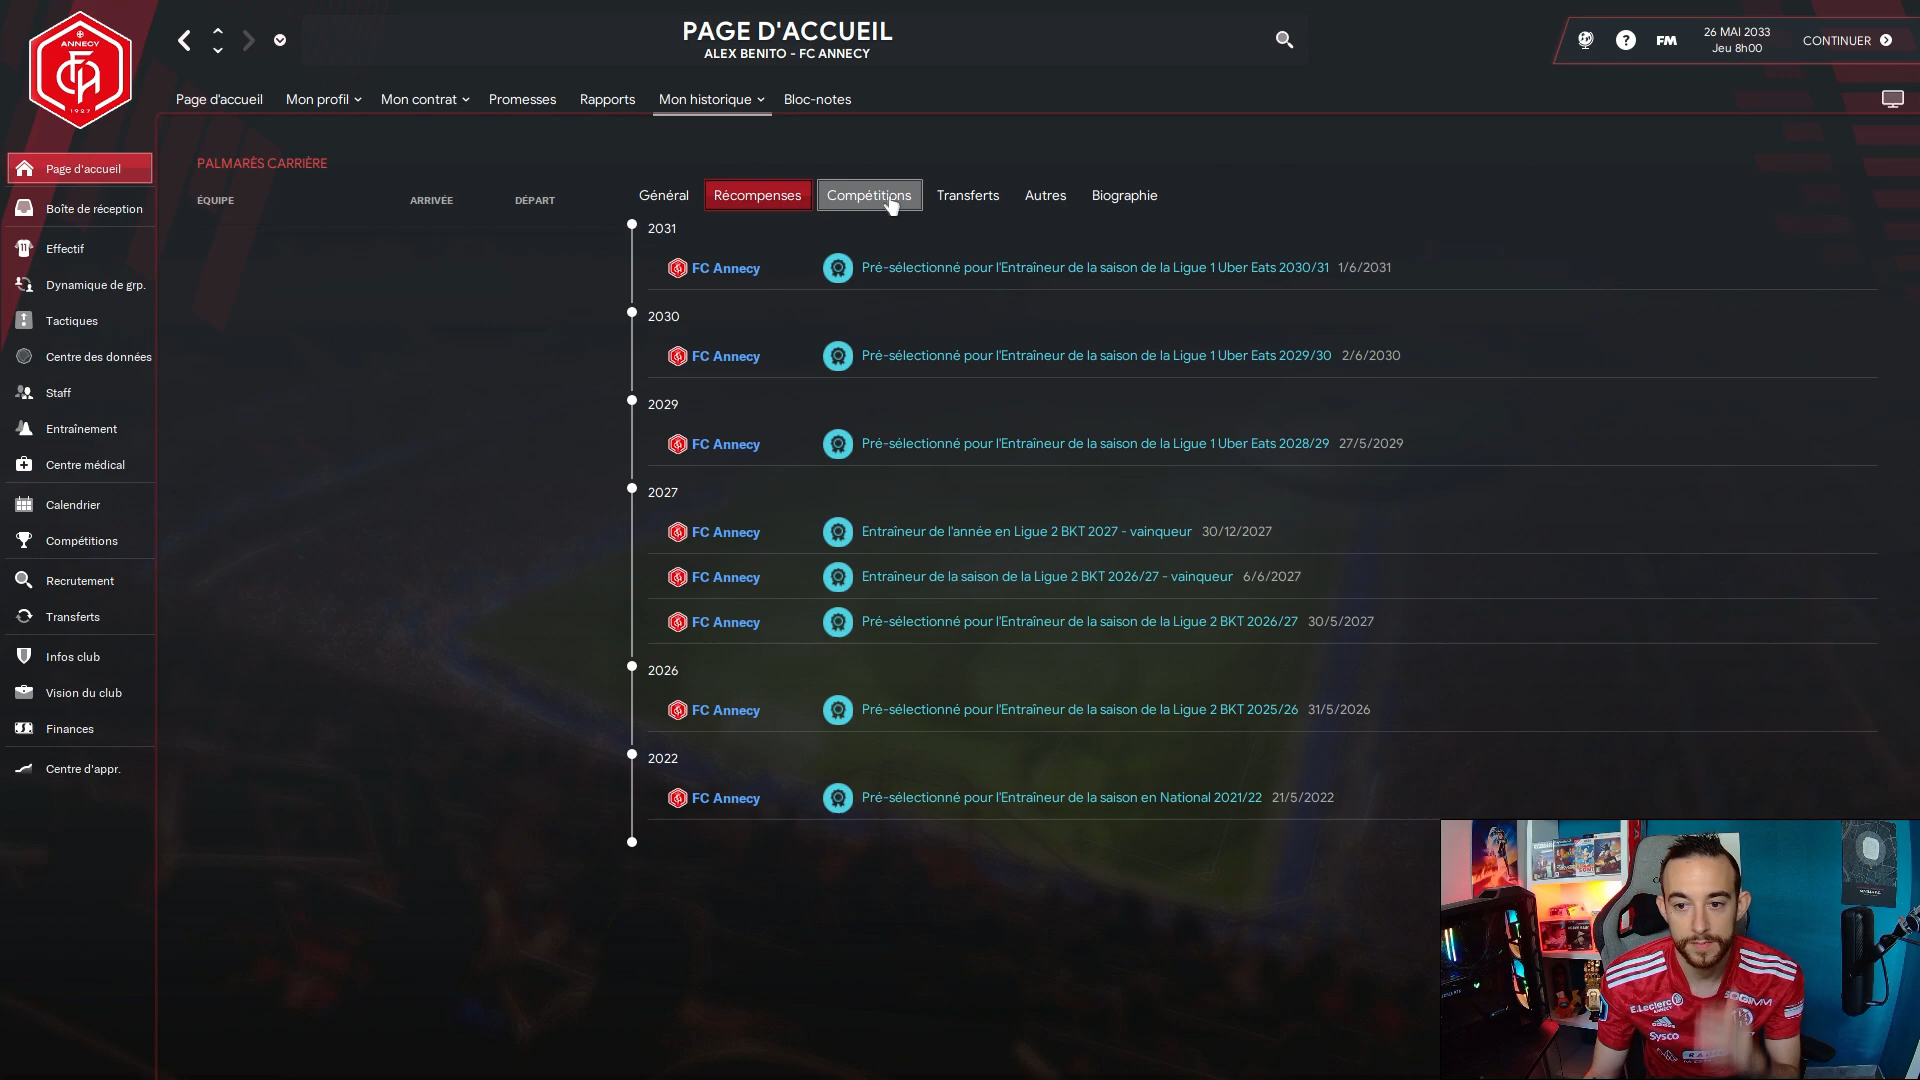 ANNECY
1927
PAGE D'ACCUEIL
ALEX BENITO - FC ANNECY
?
FM
26 MAI 2033
Jeu 8h00
CONTINUER
Page d'accueil
Mon profil
Mon contrat
Promesses
Rapports
Mon historique
Bloc-notes
Page d'accueil
Boîte de réception
Effectif
Dynamique de grp.
Tactiques
Centre des données
Staff
Entraînement
Centre médical
Calendrier
Compétitions
Recrutement
Transferts
Infos club
Vision du club
Finances
Centre d'appr.
PALMARÈS CARRIÈRE
ÉQUIPE ARRIVÉE DÉPART
Général Récompenses Compétitions Transferts Autres Biographie
2031
FC Annecy Pré-sélectionné pour l'Entraîneur de la saison de la Ligue 1 Uber Eats 2030/31 1/6/2031
2030
FC Annecy Pré-sélectionné pour l'Entraîneur de la saison de la Ligue 1 Uber Eats 2029/30 2/6/2030
2029
FC Annecy Pré-sélectionné pour l'Entraîneur de la saison de la Ligue 1 Uber Eats 2028/29 27/5/2029
2027
FC Annecy Entraîneur de l'année en Ligue 2 BKT 2027 - vainqueur 30/12/2027
FC Annecy Entraîneur de la saison de la Ligue 2 BKT 2026/27 - vainqueur 6/6/2027
FC Annecy Pré-sélectionné pour l'Entraîneur de la saison de la Ligue 2 BKT 2026/27 30/5/2027
2026
FC Annecy Pré-sélectionné pour l'Entraîneur de la saison de la Ligue 2 BKT 2025/26 31/5/2026
2022
FC Annecy Pré-sélectionné pour l'Entraîneur de la saison en National 2021/22 21/5/2022
E.Leclerc
ANNECY
SOGIMM
adidas
Sysco